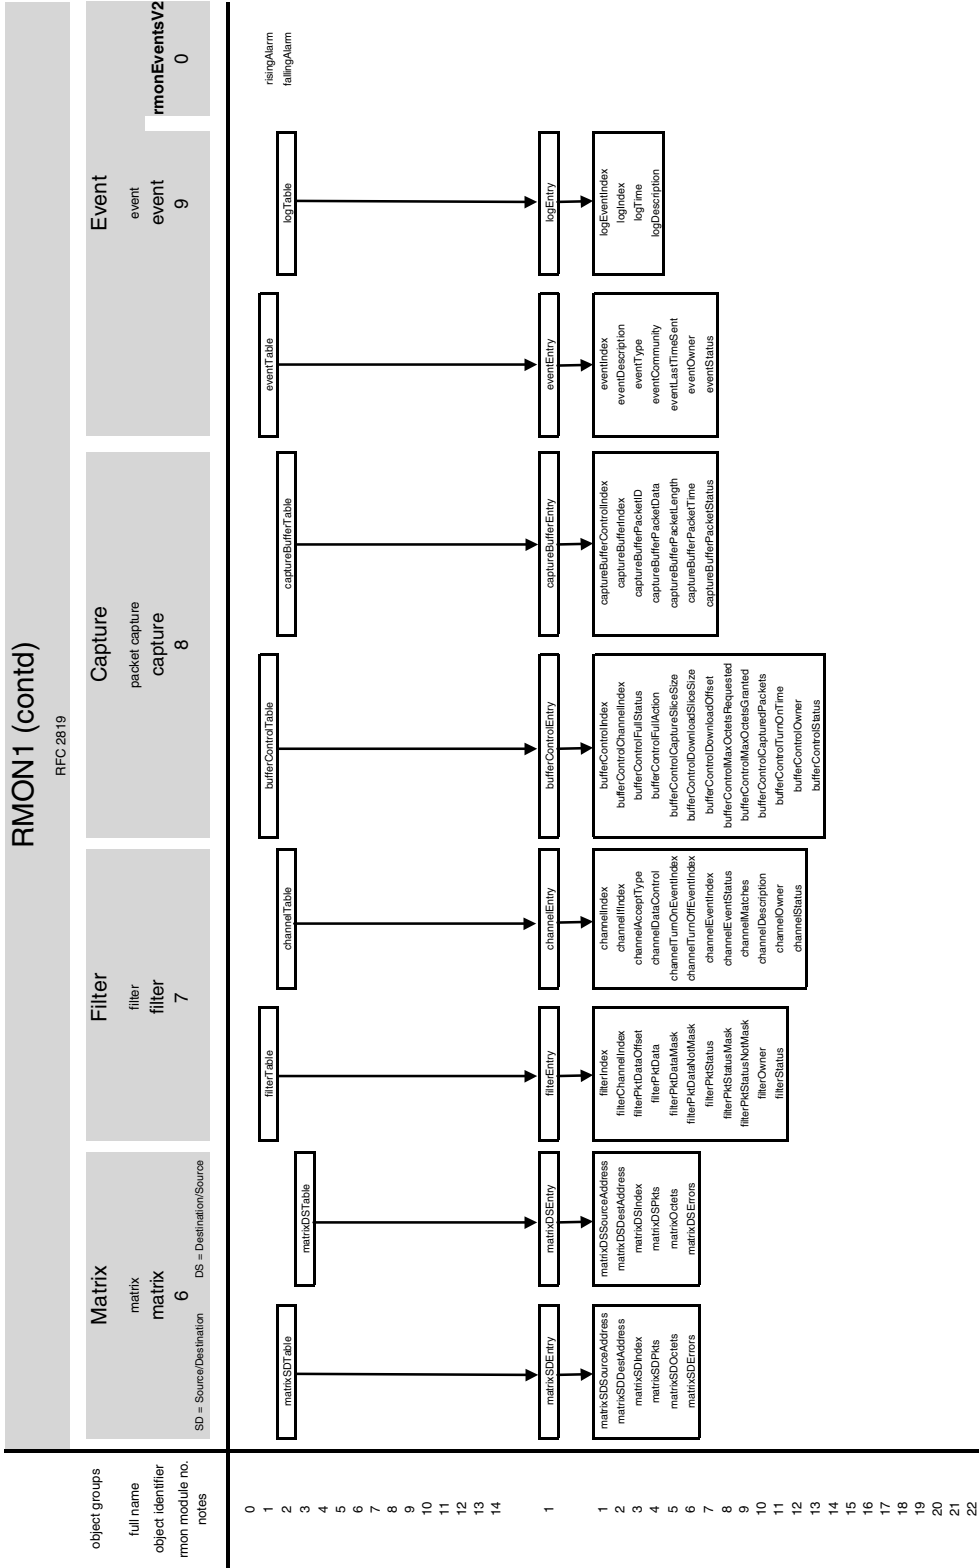 RMON1 (contd)
RFC 2819
object groups
full name
object identifier
rmon module no.
notes
Matrix
matrix
matrix
6
SD = Source/Destination DS = Destination/Source
Filter
filter
filter
7
Capture
packet capture
capture
8
Event
event
event
9
rmonEventsV2
0
0
1
2
3
4
5
6
7
8
9
10
11
12
13
14
1
1
2
3
4
5
6
7
8
9
10
11
12
13
14
15
16
17
18
19
20
21
22
matrixSDTable
matrixSDEntry
matrixSDSourceAddress
matrixSDDestAddress
matrixSDIndex
matrixSDPkts
matrixSDOctets
matrixSDErrors
matrixDSTable
matrixDSEntry
matrixDSSourceAddress
matrixDSDestAddress
matrixDSIndex
matrixDSPkts
matrixOctets
matrixDSErrors
filterTable
filterEntry
filterIndex
filterChannelIndex
filterPktDataOffset
filterPktData
filterPktDataMask
filterPktDataNotMask
filterPktStatus
filterPktStatusMask
filterPktStatusNotMask
filterOwner
filterStatus
channelTable
channelEntry
channelIndex
channelIfIndex
channelAcceptType
channelDataControl
channelTurnOnEventIndex
channelTurnOffEventIndex
channelEventIndex
channelEventStatus
channelMatches
channelDescription
channelOwner
channelStatus
bufferControlTable
bufferControlEntry
bufferControlIndex
bufferControlChannelIndex
bufferControlFullStatus
bufferControlFullAction
bufferControlCaptureSliceSize
bufferControlDownloadSliceSize
bufferControlDownloadOffset
bufferControlMaxOctetsRequested
bufferControlMaxOctetsGranted
bufferControlCapturedPackets
bufferControlTurnOnTime
bufferControlOwner
bufferControlStatus
captureBufferTable
captureBufferEntry
captureBufferControlIndex
captureBufferIndex
captureBufferPacketID
captureBufferPacketData
captureBufferPacketLength
captureBufferPacketTime
captureBufferPacketStatus
eventTable
eventEntry
eventIndex
eventDescription
eventType
eventCommunity
eventLastTimeSent
eventOwner
eventStatus
logTable
logEntry
logEventIndex
logIndex
logTime
logDescription
risingAlarm
fallingAlarm